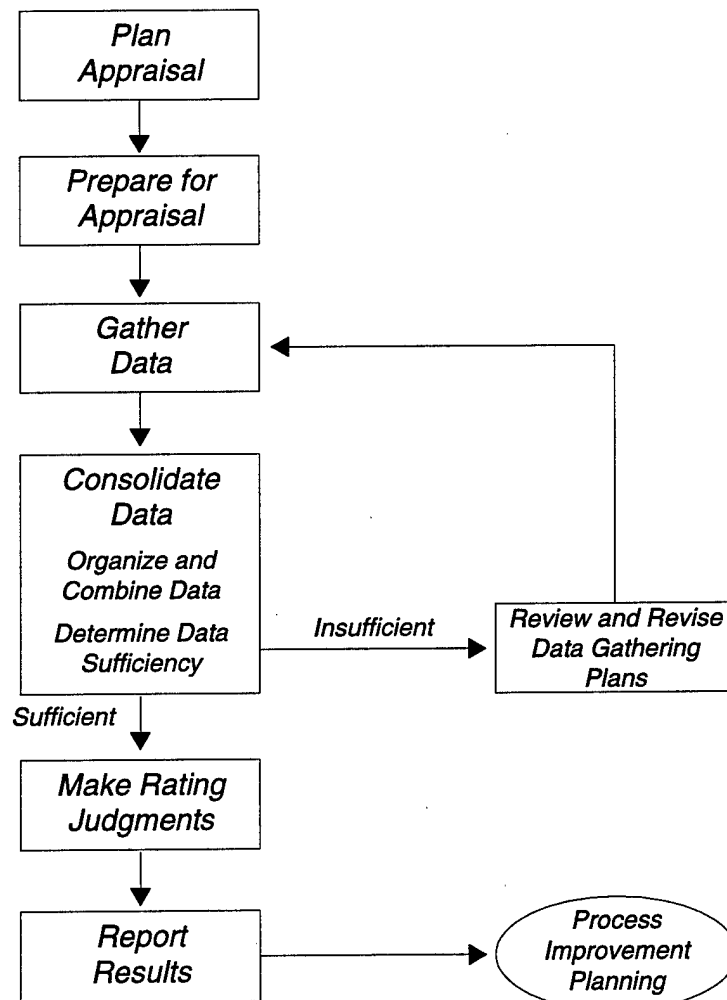 Plan
Appraisal
Prepare for
Appraisal
Gather
Data
Consolidate
Data
Organize and
Combine Data
Determine Data
Sufficiency
Insufficient
Review and Revise
Data Gathering
Plans
Sufficient
Make Rating
Judgments
Report
Results
Process
Improvement
Planning